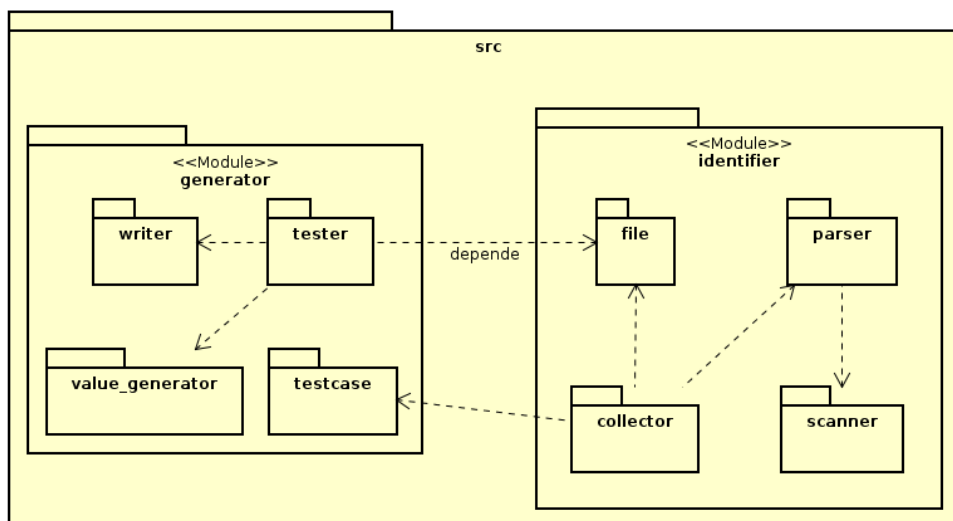 src
<<Module>>
generator
writer
tester
value_generator
testcase
depende
<<Module>>
identifier
file
parser
collector
scanner